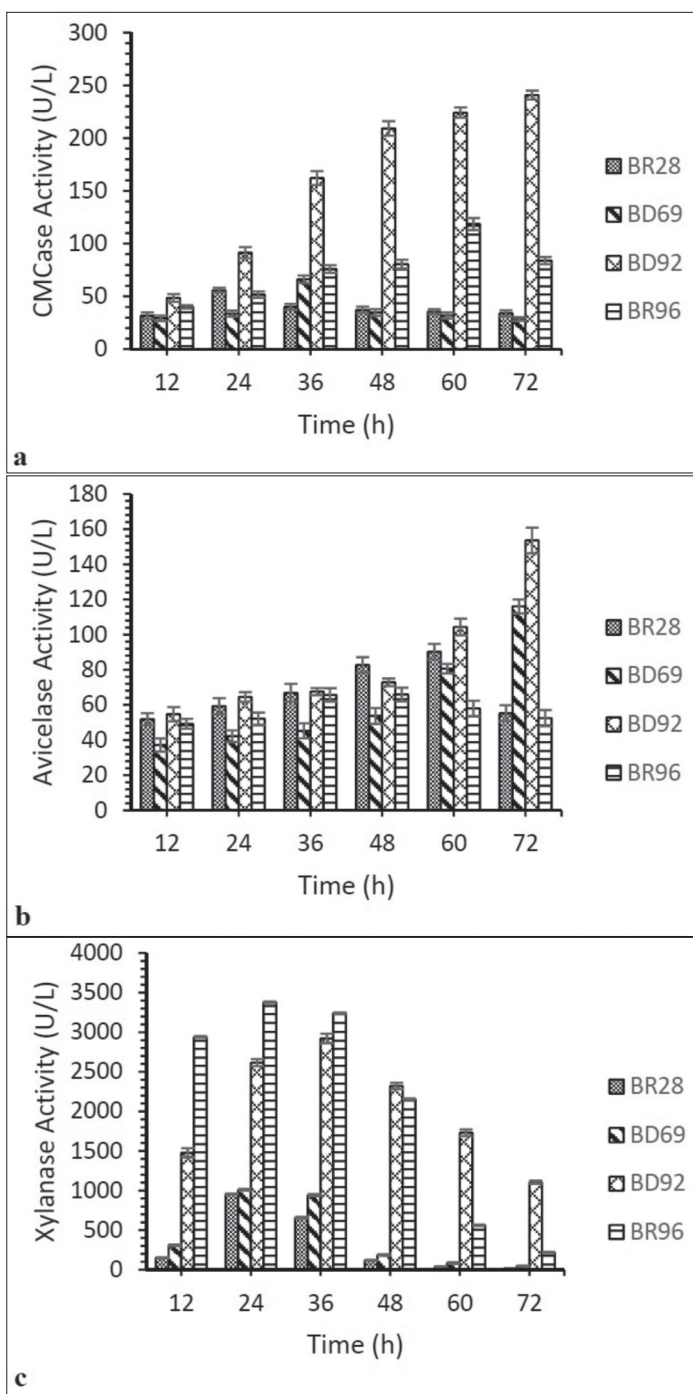 300
250
200
150
100
50
0
CMCase Activity (U/L)
12 24 36 48 60 72
Time (h)
BR28
BD69
BD92
BR96
a
180
160
140
120
100
80
60
40
20
0
Avicelase Activity (U/L)
12 24 36 48 60 72
Time (h)
BR28
BD69
BD92
BR96
b
4000
3500
3000
2500
2000
1500
1000
500
0
Xylanase Activity (U/L)
12 24 36 48 60 72
Time (h)
BR28
BD69
BD92
BR96
c